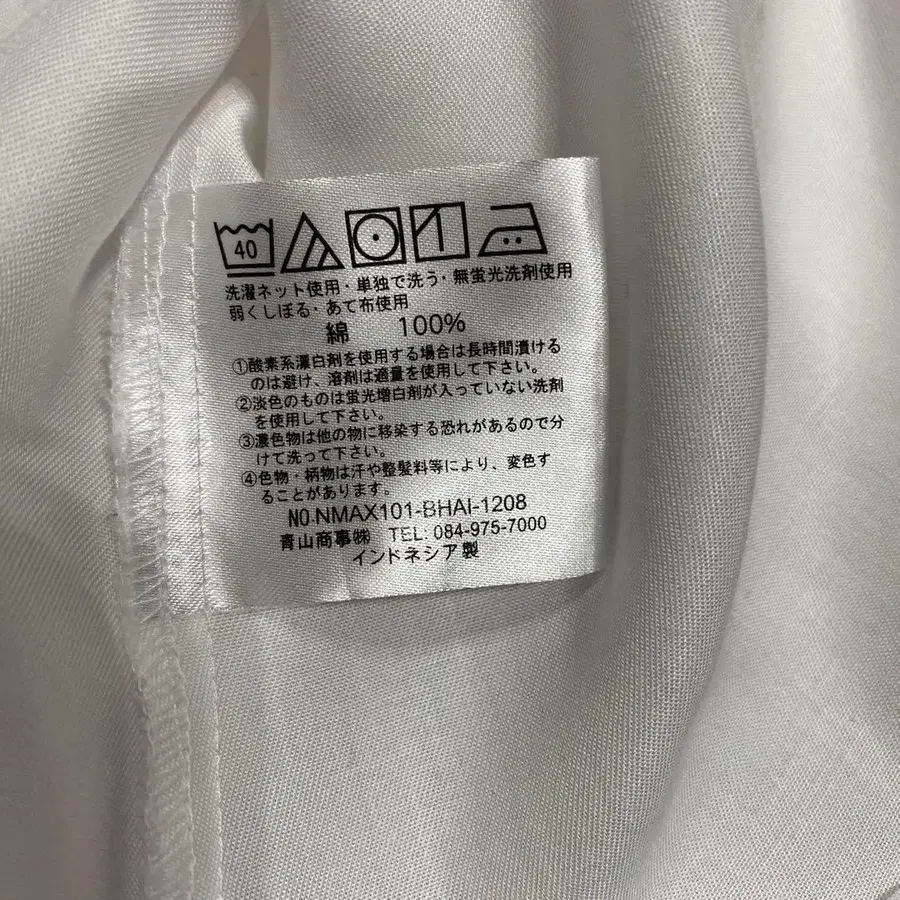 40
洗濯ネット使用・単独で洗う・無蛍光洗剤使用
弱くしぼる・あて布使用
綿 100%
①酸素系漂白剤を使用する場合は長時間漬ける
のは避け、溶剤は適量を使用して下さい。
②淡色のものは蛍光増白剤が入っていない洗剤
を使用して下さい。
③濃色物は他の物に移染する恐れがあるので分
けて洗って下さい。
④色物・柄物は汗や整髪料等により、変色す
ることがあります。
NO.NMAX101-BHAI-1208
青山商事㈱ TEL: 084-975-7000
インドネシア製